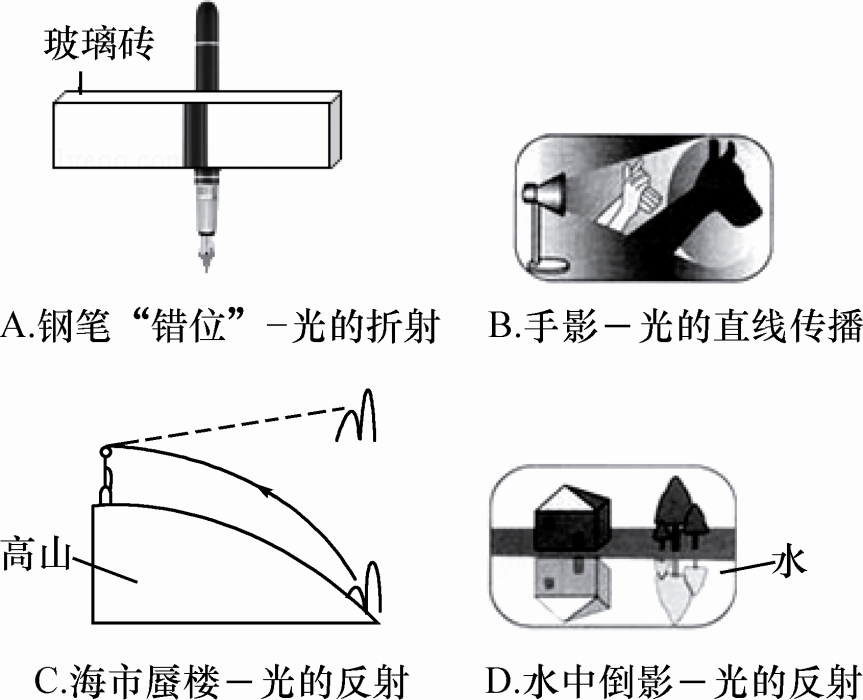 玻璃砖
A.钢笔“错位”-光的折射
B.手影－光的直线传播
高山
水
C.海市蜃楼－光的反射
D.水中倒影－光的反射